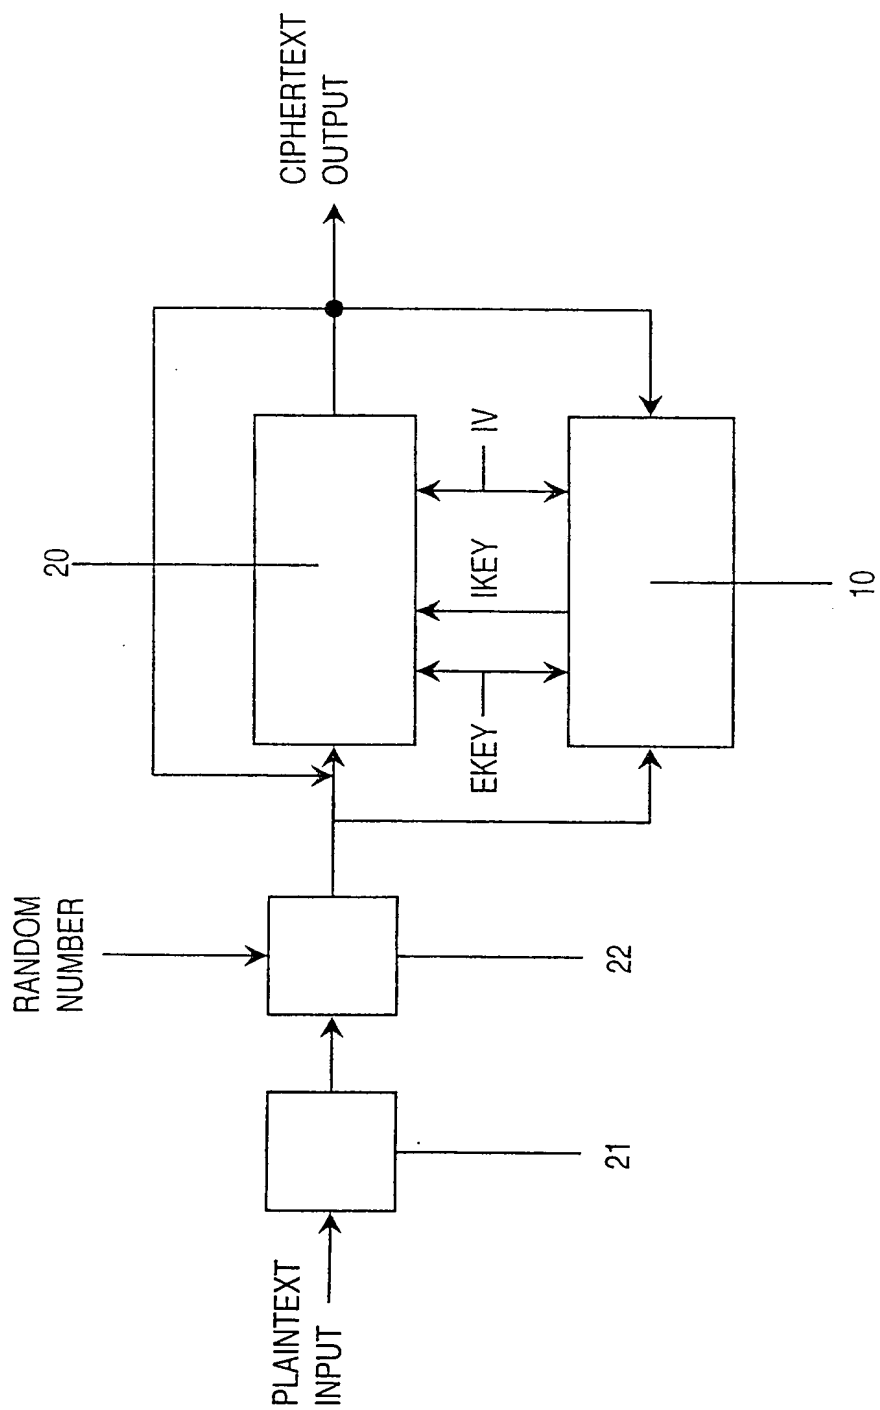 PLAINTEXT
INPUT
21
RANDOM
NUMBER
22
20
EKEY
IKEY
IV
10
CIPHERTEXT
OUTPUT